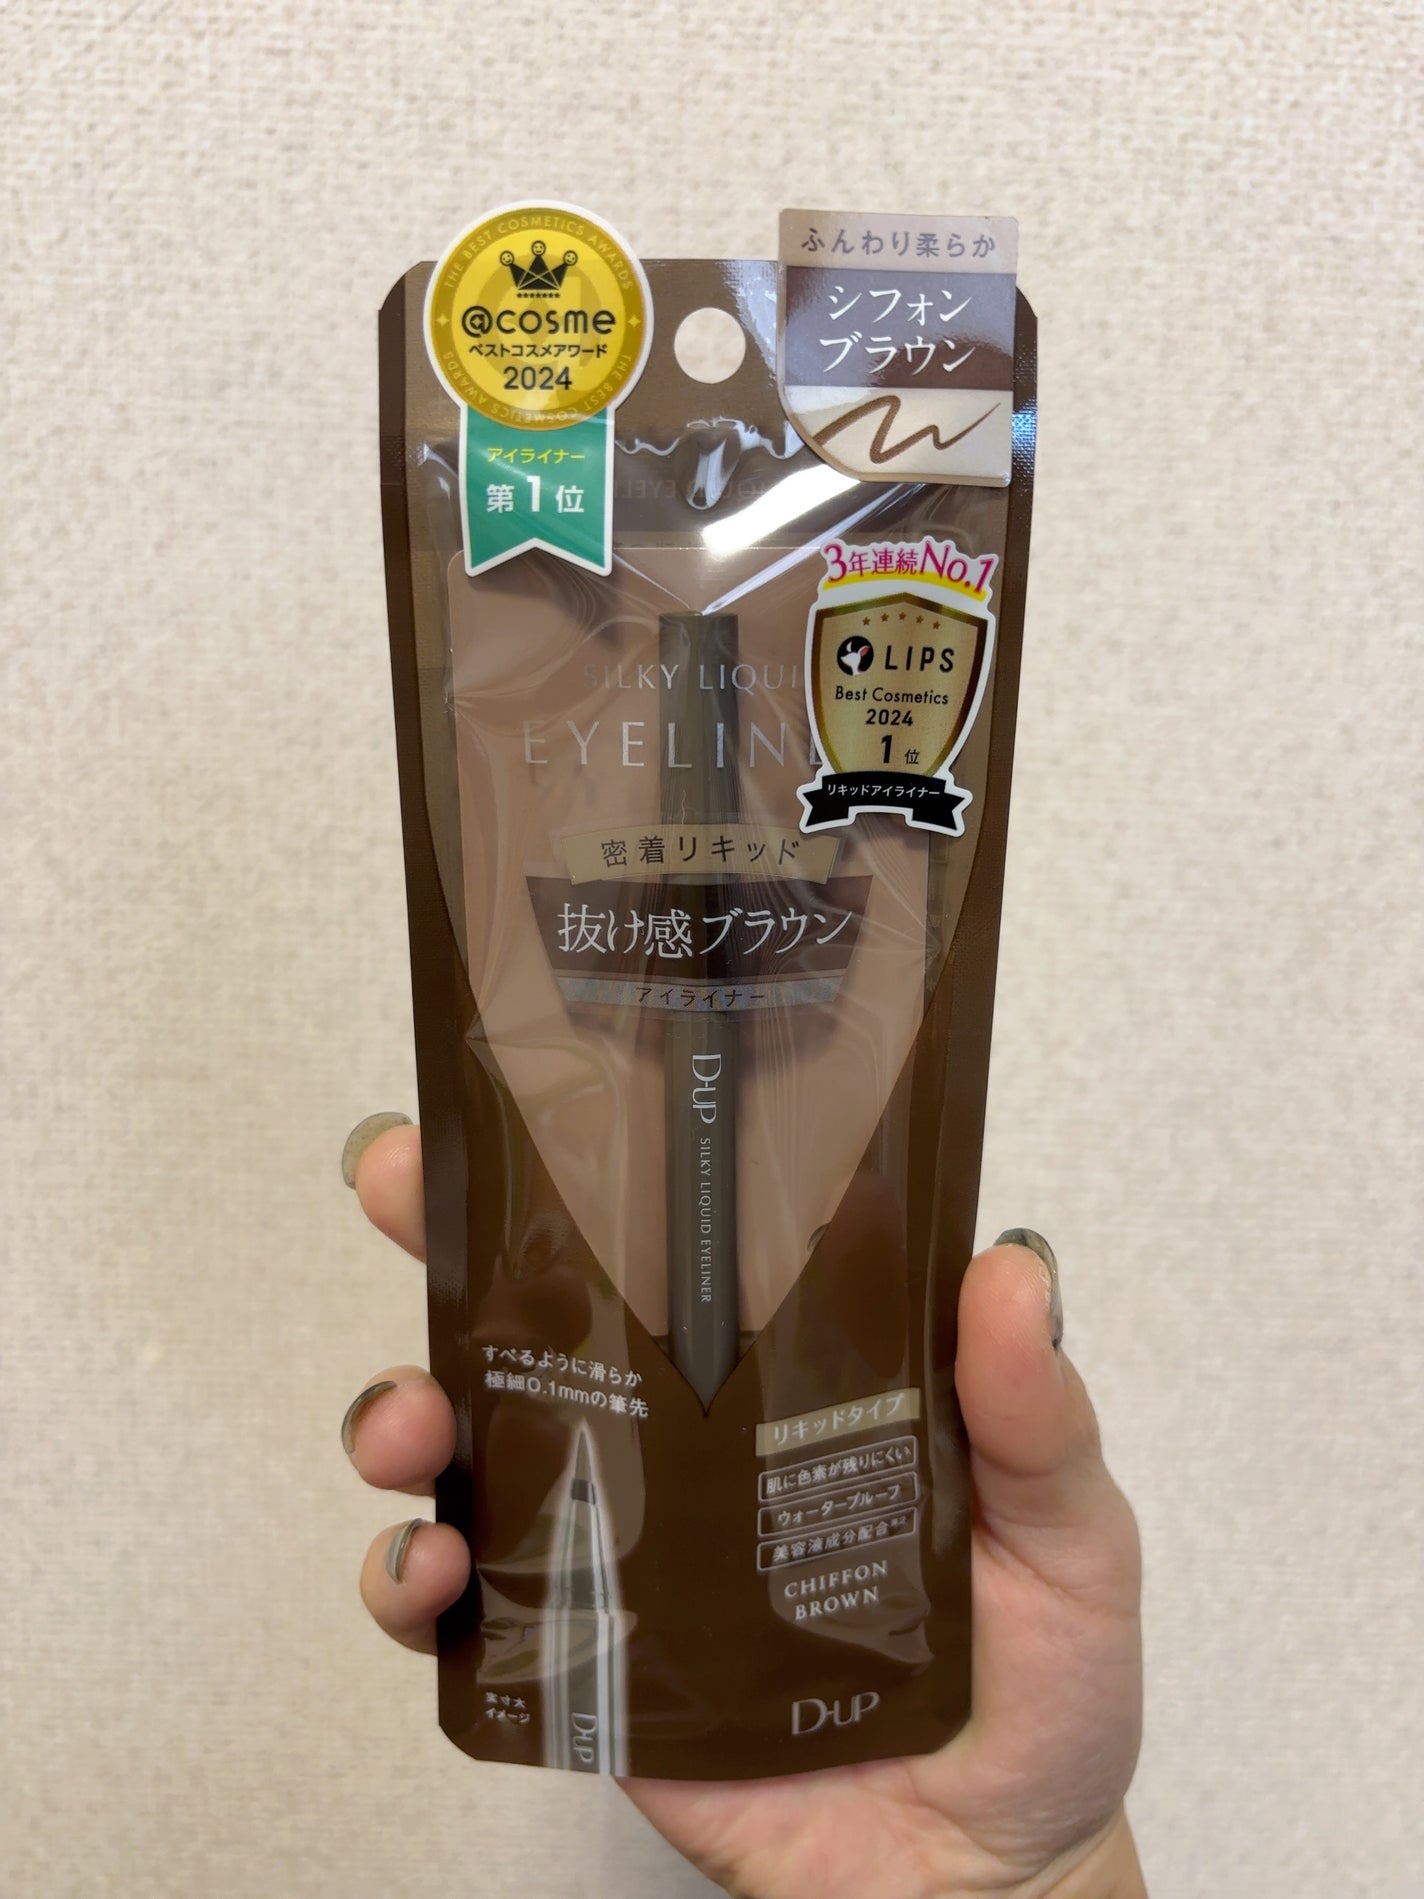 THE BEST COSMETICS AWARDS
@cosme
ベストコスメアワード
2024
THE BEST COSMETICS AWARDS
アイライナー
第1位
ふんわり柔らか
シフォン
ブラウン
3年連続No.1
LIPS
Best Cosmetics
2024
1位
リキッドアイライナー
SILKY LIQUI
EYELINE
密着リキッド
抜け感ブラウン
アイライナー
D-UP SILKY LIQUID EYELINER
すべるように滑らか
極細0.1mmの筆先
実寸大
イメージ
D-UP
リキッドタイプ
肌に色素が残りにくい
ウォータープルーフ
美容液成分配合
CHIFFON
BROWN
D-UP